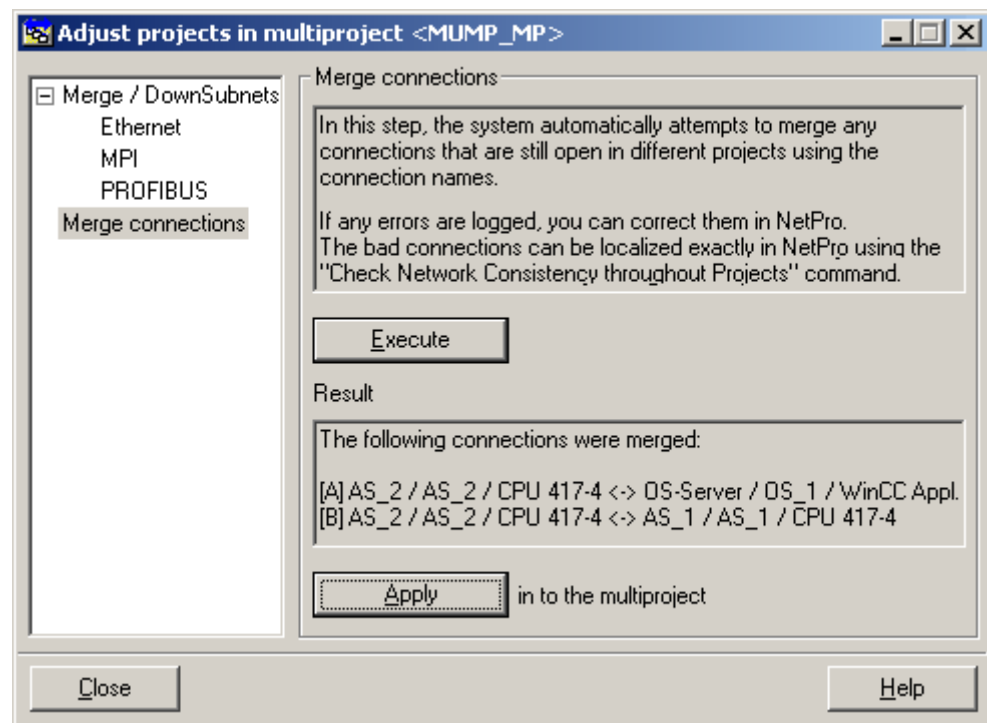 Adjust projects in multiproject <MUMP_MP>
Merge / DownSubnets
Ethernet
MPI
PROFIBUS
Merge connections
Merge connections
In this step, the system automatically attempts to merge any
connections that are still open in different projects using the
connection names.
If any errors are logged, you can correct them in NetPro.
The bad connections can be localized exactly in NetPro using the
"Check Network Consistency throughout Projects" command.
Execute
Result
The following connections were merged:
[A] AS_2 / AS_2 / CPU 417-4 <-> OS-Server / OS_1 / WinCC Appl.
[B] AS_2 / AS_2 / CPU 417-4 <-> AS_1 / AS_1 / CPU 417-4
Apply in to the multiproject
Close
Help